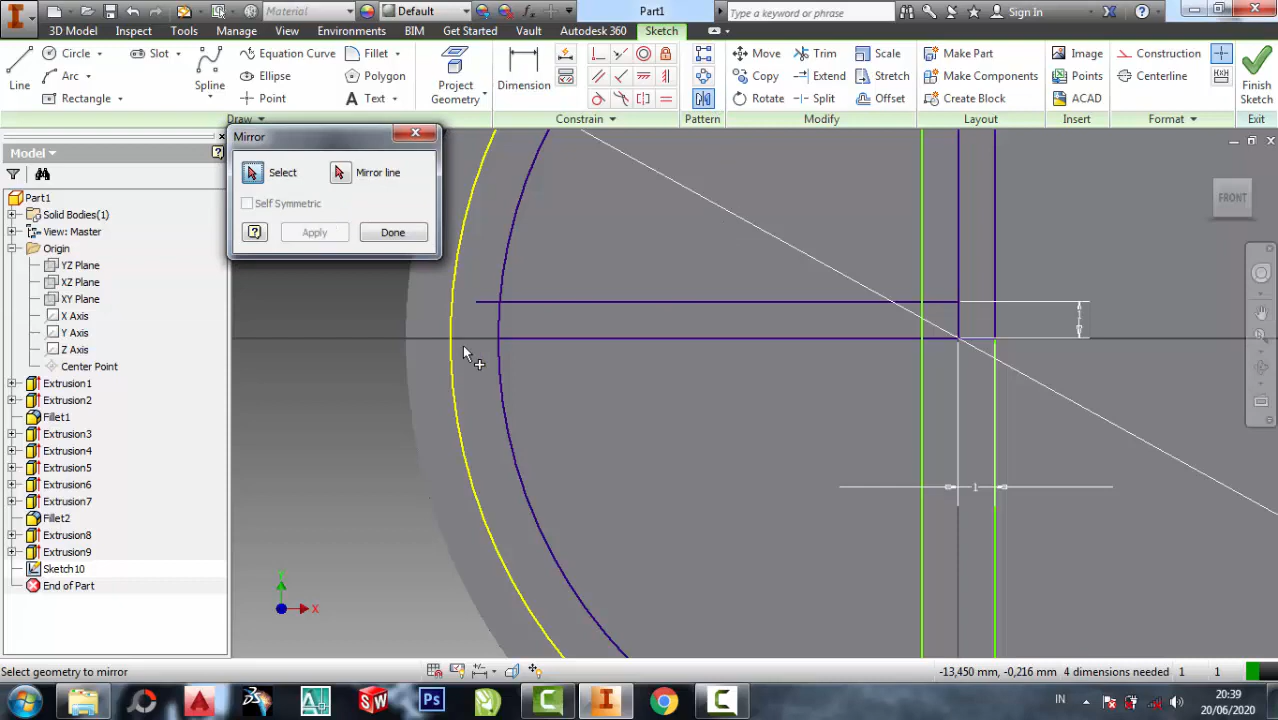 Material
Default
Part1
Type a keyword or phrase
Sign In
3D Model Inspect Tools Manage View Environments BIM Get Started Vault Autodesk 360 Sketch
Line
Circle
Arc
Rectangle
Slot
Spline
Equation Curve
Ellipse
Point
Fillet
Polygon
Text
Dimension
Project
Geometry
Move
Copy
Rotate
Trim
Extend
Split
Scale
Stretch
Offset
Make Part
Make Components
Create Block
Image
Points
ACAD
Construction
Centerline
Finish
Sketch
Draw
Constrain
Pattern
Modify
Layout
Insert
Format
Exit
Model
Part1
Solid Bodies(1)
View: Master
Origin
YZ Plane
XZ Plane
XY Plane
X Axis
Y Axis
Z Axis
Center Point
Extrusion1
Extrusion2
Fillet1
Extrusion3
Extrusion4
Extrusion5
Extrusion6
Extrusion7
Fillet2
Extrusion8
Extrusion9
Sketch10
End of Part
Mirror
Select
Mirror line
Self Symmetric
Apply
Done
FRONT
1
1
X
Select geometry to mirror
-13,450 mm, -0,216 mm 4 dimensions needed 1 1
IN
20:39
20/06/2020